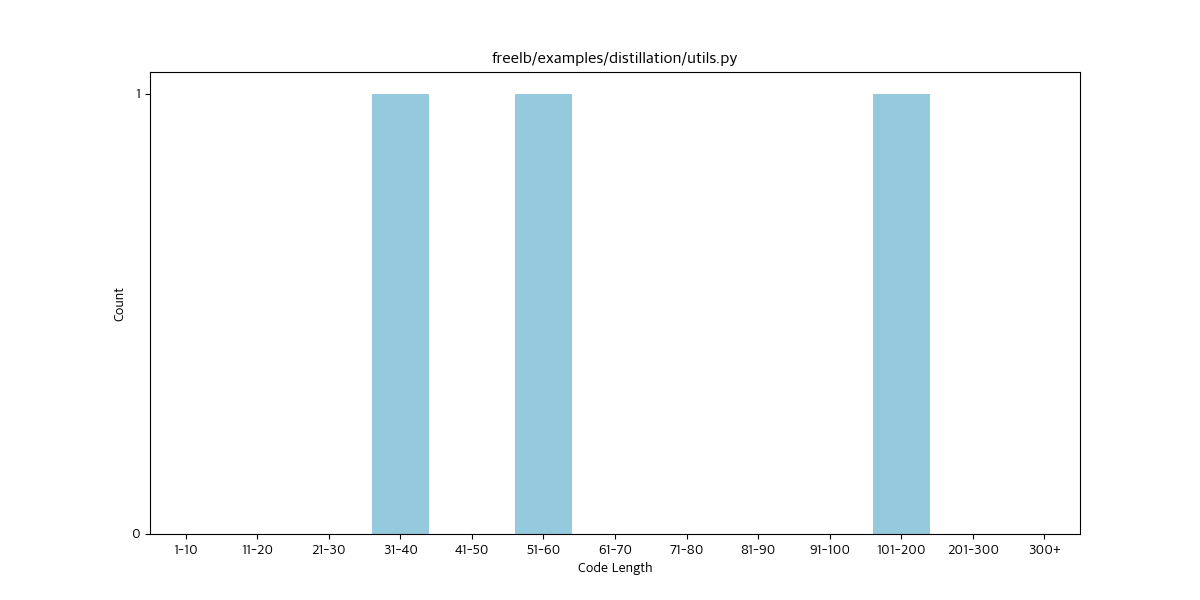 freelb/examples/distillation/utils.py
Count
1
0
1-10 11-20 21-30 31-40 41-50 51-60 61-70 71-80 81-90 91-100 101-200 201-300 300+
Code Length